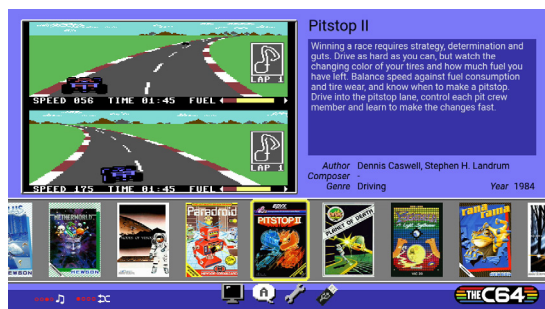 Pitstop II
Winning a race requires strategy, determination and
guts. Drive as hard as you can, but watch the
changing color of your tires and how much fuel you
have left. Balance speed against fuel consumption
and tire wear, and know when to make a pitstop.
Drive into the pitstop lane, control each pit crew
member and learn to make the changes fast.
LAP 1
SPEED 056 TIME 01:45 FUEL
LAP 1
SPEED 175 TIME 01:45 FUEL
Author Dennis Caswell, Stephen H. Landrum
Composer -
Genre Driving Year 1984
NETHERWORLD
HEWSON
Paradroid
EPYX
PITSTOP II
PLANET OF DEATH
rana
rama
THEC64